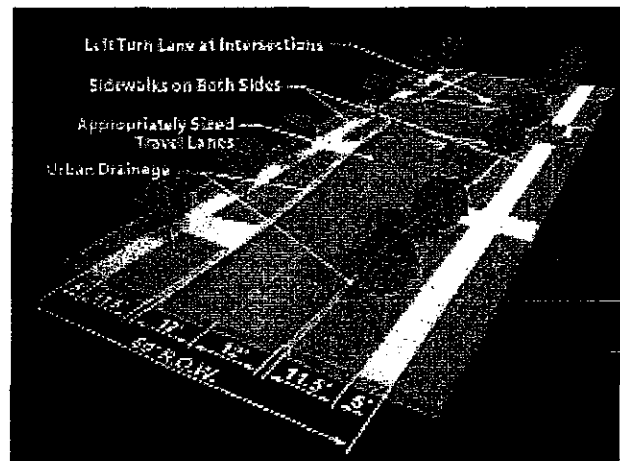 Left Turn Lane at Intersections
Sidewalks on Both Sides
Appropriately Sized
Travel Lanes
Urban Drainage
12'
12'
11.5'
5'
R.O.W.